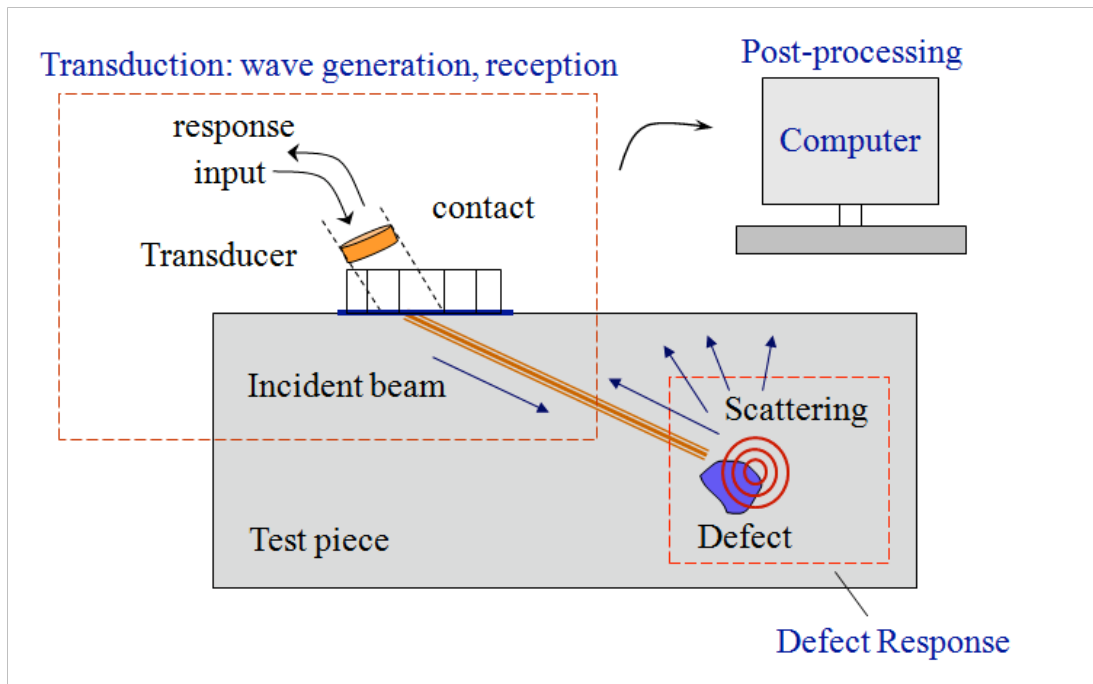 Transduction: wave generation, reception
Post-processing
Computer
response
input
contact
Transducer
Incident beam
Scattering
Test piece
Defect
Defect Response